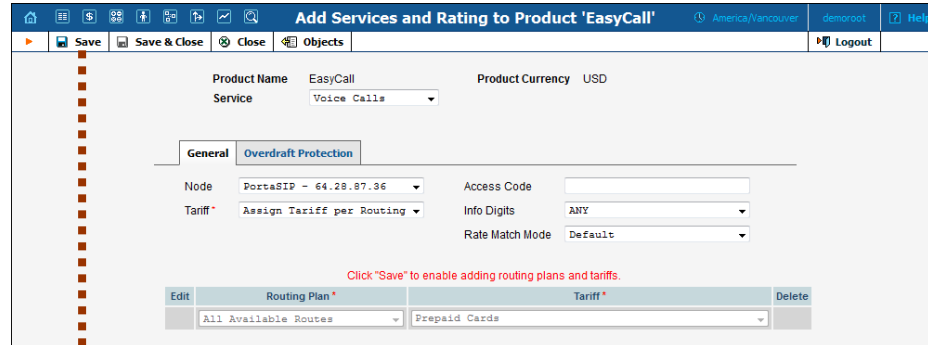 Add Services and Rating to Product 'EasyCall' America/Vancouver demoroot ? Help
Save Save & Close Close Objects Logout
Product Name EasyCall Product Currency USD
Service Voice Calls
General Overdraft Protection
Node PortaSIP - 64.28.87.36 Access Code
Tariff * Assign Tariff per Routing Info Digits ANY
Rate Match Mode Default
Click "Save" to enable adding routing plans and tariffs.
Edit Routing Plan * Tariff * Delete
All Available Routes Prepaid Cards